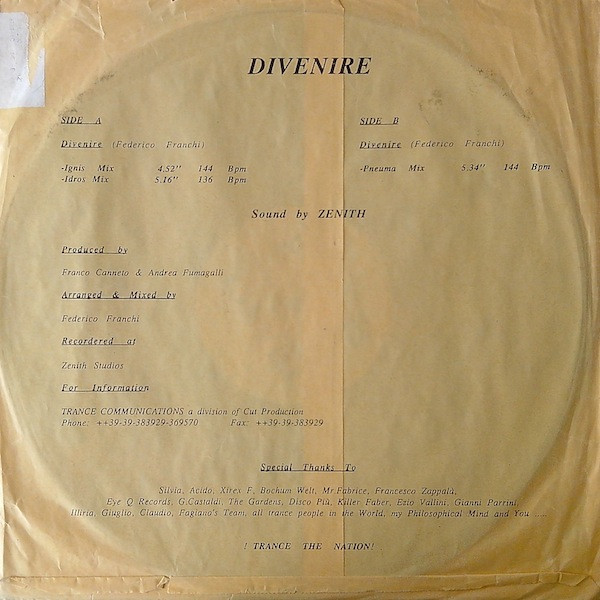 DIVENIRE
SIDE A
Divenire (Federico Franchi)
-Ignis Mix 4.52" 144 Bpm
-Idros Mix 5.16" 136 Bpm
SIDE B
Divenire (Federico Franchi)
-Pneuma Mix 5.34" 144 Bpm
Sound by ZENITH
Produced by
Franco Canneto & Andrea Fumagalli
Arranged & Mixed by
Federico Franchi
Recordered at
Zenith Studios
For Information
TRANCE COMMUNICATIONS a division of Cut Production
Phone: ++39-39-383929-369570 Fax: ++39-39-383929
Special Thanks To
Silvia, Acido, Xitex F, Bochum Welt, Mr.Fabrice, Francesco Zappalà,
Eye Q Records, G.Castaldi, The Gardens, Disco Più, Killer Faber, Ezio Vailini, Gianni Parrini,
Illiria, Giuglio, Claudio, Fagiano's Team, all trance people in the World, my Philosophical Mind and You .....
! TRANCE THE NATION!